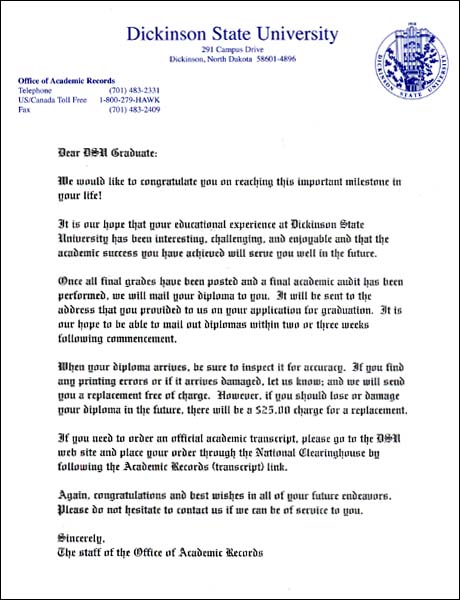 Dickinson State University
291 Campus Drive
Dickinson, North Dakota 58601-4896
1918
DICKINSON STATE UNIVERSITY
Office of Academic Records
Telephone (701) 483-2331
US/Canada Toll Free 1-800-279-HAWK
Fax (701) 483-2409
Dear DSU Graduate:
We would like to congratulate you on reaching this important milestone in
your life!
It is our hope that your educational experience at Dickinson State
University has been interesting, challenging, and enjoyable and that the
academic success you have achieved will serve you well in the future.
Once all final grades have been posted and a final academic audit has been
performed, we will mail your diploma to you. It will be sent to the
address that you provided to us on your application for graduation. It is
our hope to be able to mail out diplomas within two or three weeks
following commencement.
When your diploma arrives, be sure to inspect it for accuracy. If you find
any printing errors or if it arrives damaged, let us know; and we will send
you a replacement free of charge. However, if you should lose or damage
your diploma in the future, there will be a $25.00 charge for a replacement.
If you need to order an official academic transcript, please go to the DSU
web site and place your order through the National Clearinghouse by
following the Academic Records (transcript) link.
Again, congratulations and best wishes in all of your future endeavors.
Please do not hesitate to contact us if we can be of service to you.
Sincerely,
The staff of the Office of Academic Records